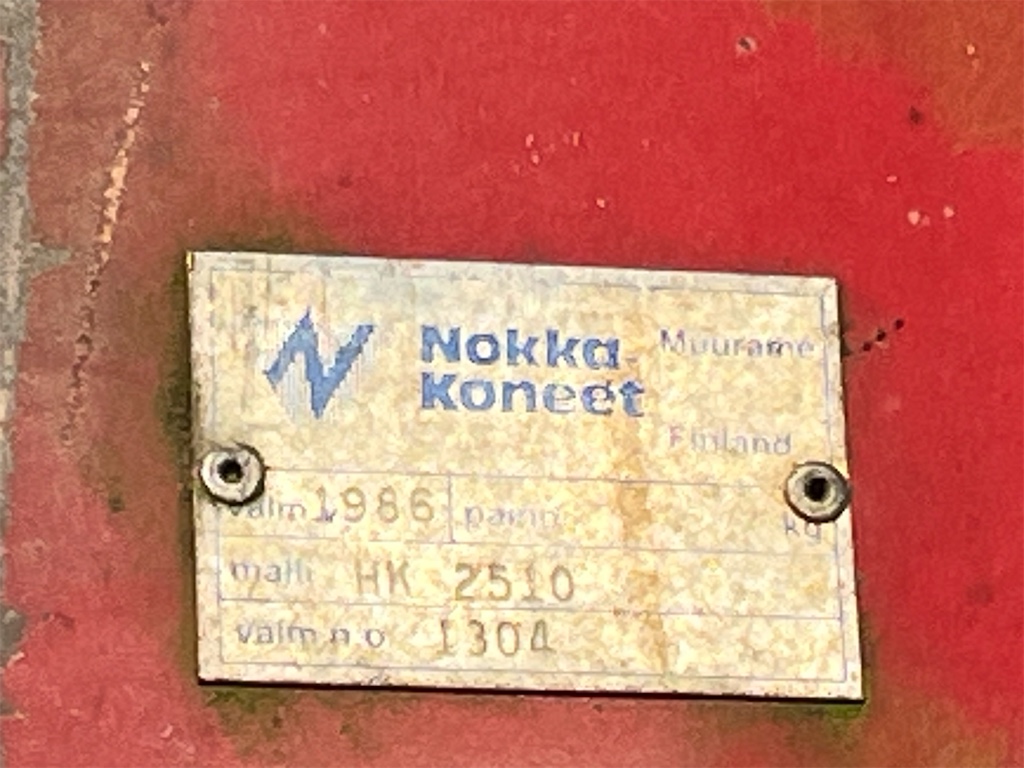 Nokka- Muurame
Koneet
Finland
valm. 1986 paino kg
malli HK 2510
valm.n:o 1304